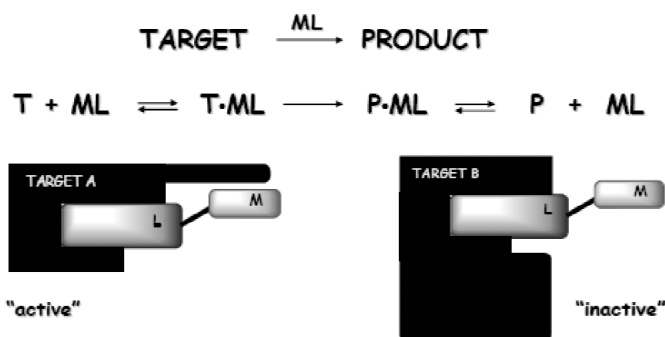 ML
TARGET → PRODUCT
T + ML ⇌ T·ML → P·ML ⇌ P + ML
TARGET A
L
M
TARGET B
L
M
“active”
“inactive”